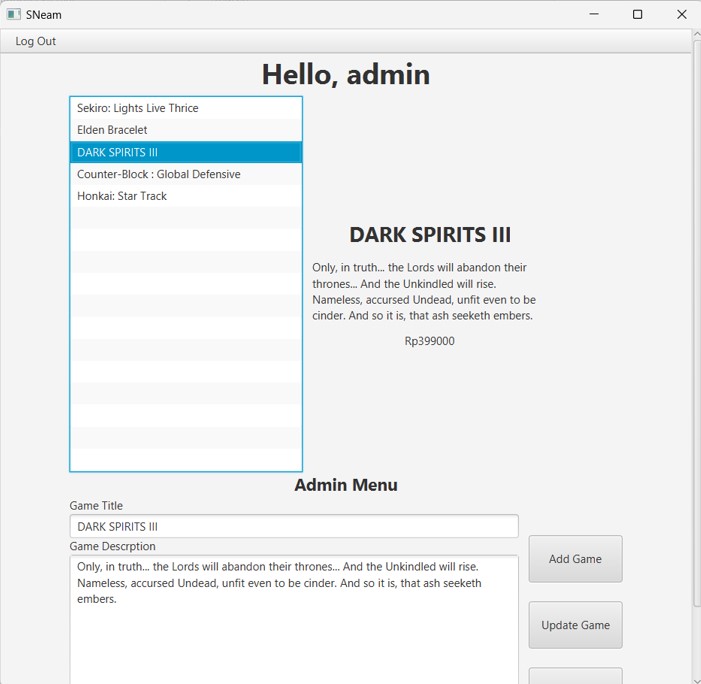 SNeam
Log Out
Hello, admin
Sekiro: Lights Live Thrice
Elden Bracelet
DARK SPIRITS III
Counter-Block : Global Defensive
Honkai: Star Track
DARK SPIRITS III
Only, in truth... the Lords will abandon their
thrones... And the Unkindled will rise.
Nameless, accursed Undead, unfit even to be
cinder. And so it is, that ash seeketh embers.
Rp399000
Admin Menu
Game Title
DARK SPIRITS III
Game Descrption
Only, in truth... the Lords will abandon their thrones... And the Unkindled will rise.
Nameless, accursed Undead, unfit even to be cinder. And so it is, that ash seeketh
embers.
Add Game
Update Game